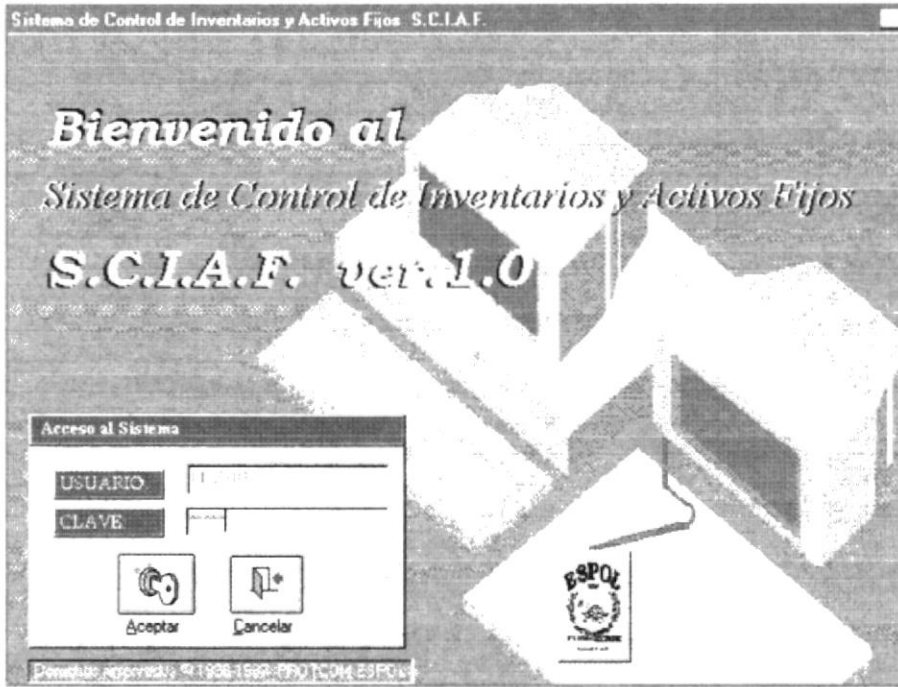 Sistema de Control de Inventarios y Activos Fijos S.C.I.A.F.
Bienvenido al
Sistema de Control de Inventarios y Activos Fijos
S.C.I.A.F. ver.1.0
Acceso al Sistema
USUARIO
CLAVE
Aceptar
Cancelar
ESPOL